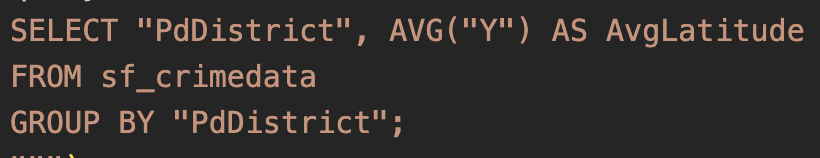 SELECT "PdDistrict", AVG("Y") AS AvgLatitude
FROM sf_crimedata
GROUP BY "PdDistrict";
""")